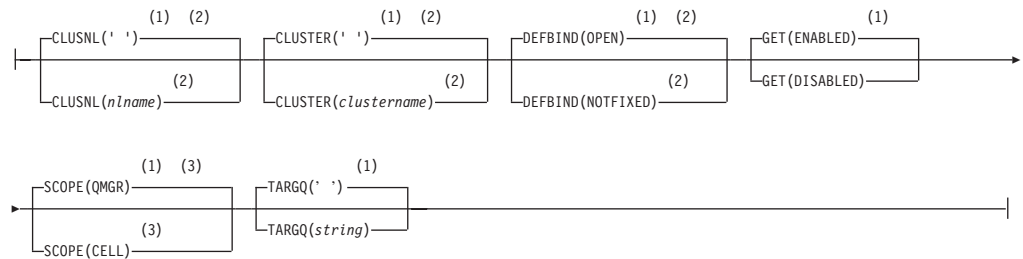 (1) (2) (1) (2) (1) (2) (1)
CLUSNL(' ') CLUSTER(' ') DEFBIND(OPEN) GET(ENABLED)
(2) (2) (2) GET(DISABLED)
CLUSNL(nlname) CLUSTER(clustername) DEFBIND(NOTFIXED)
(1) (3) (1)
SCOPE(QMGR) TARGQ(’ ’)
(3) TARGQ(string)
SCOPE(CELL)